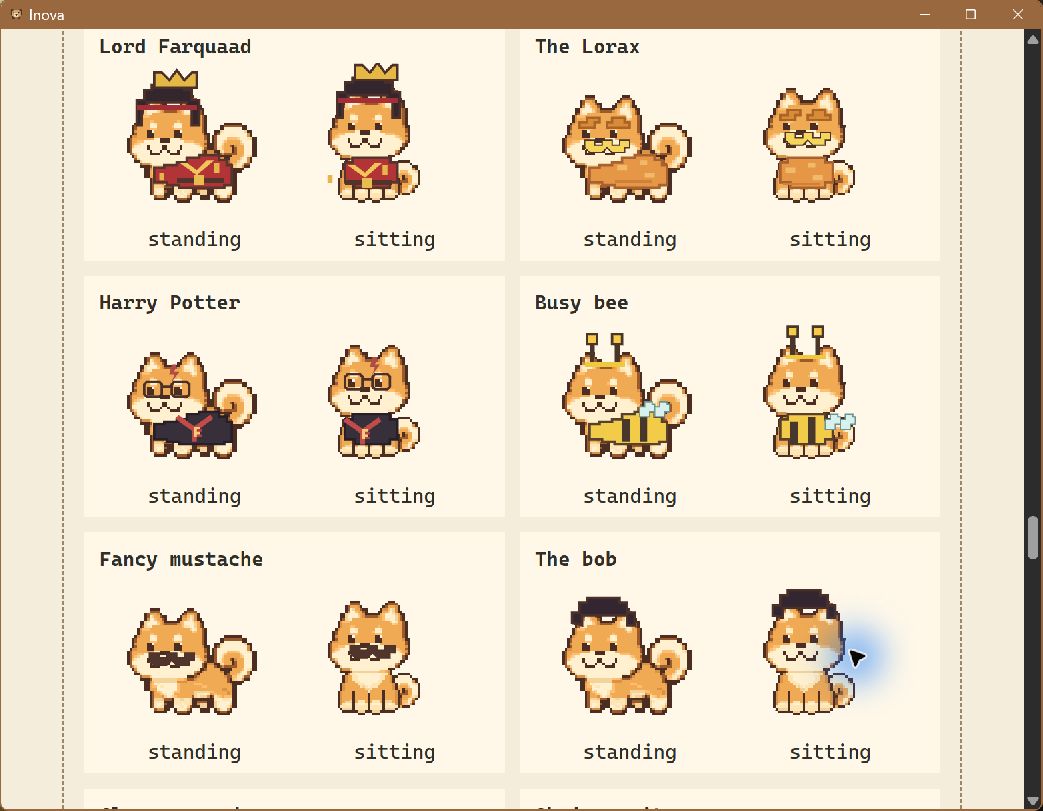 Inova
Lord Farquaad
The Lorax
standing
sitting
standing
sitting
Harry Potter
Busy bee
standing
sitting
standing
sitting
Fancy mustache
The bob
standing
sitting
standing
sitting